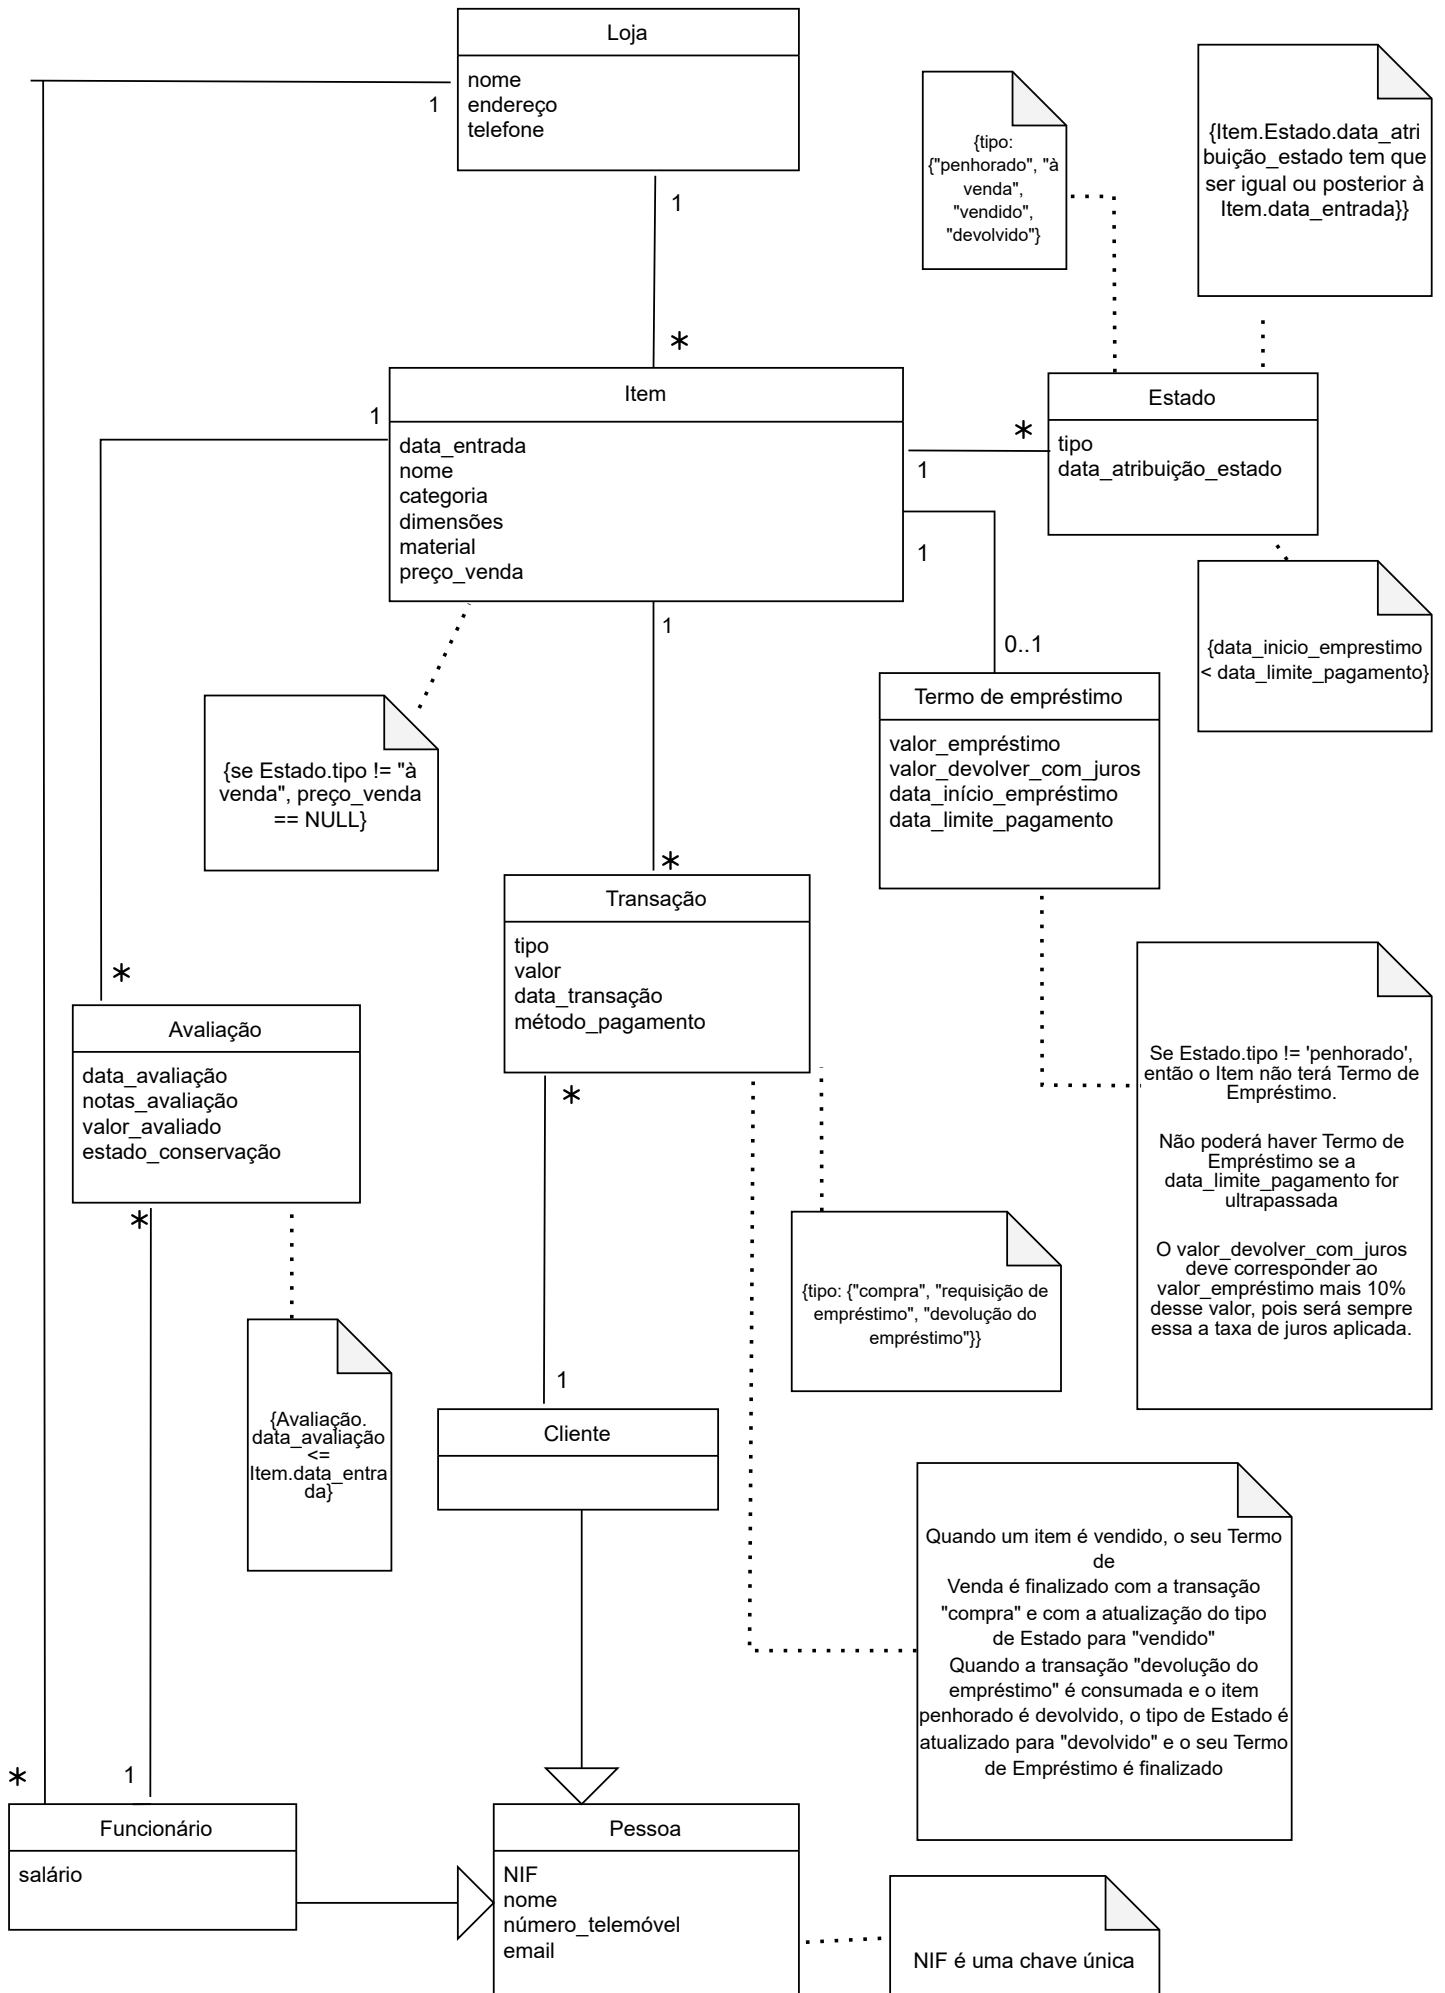 Loja
nome
endereço
telefone
1
1
*
{tipo:
{"penhorado", "à
venda",
"vendido",
"devolvido"}
{Item.Estado.data_atri
buição_estado tem que
ser igual ou posterior à
Item.data_entrada}}
Item
data_entrada
nome
categoria
dimensões
material
preço_venda
1
*
1
Estado
tipo
data_atribuição_estado
1
0..1
1
{data_inicio_emprestimo
< data_limite_pagamento}
Termo de empréstimo
valor_empréstimo
valor_devolver_com_juros
data_início_empréstimo
data_limite_pagamento
{se Estado.tipo != "à
venda", preço_venda
== NULL}
*
Transação
tipo
valor
data_transação
método_pagamento
*
*
Avaliação
data_avaliação
notas_avaliação
valor_avaliado
estado_conservação
*
Se Estado.tipo != 'penhorado',
então o Item não terá Termo de
Empréstimo.
Não poderá haver Termo de
Empréstimo se a
data_limite_pagamento for
ultrapassada
O valor_devolver_com_juros
deve corresponder ao
valor_empréstimo mais 10%
desse valor, pois será sempre
essa a taxa de juros aplicada.
{tipo: {"compra", "requisição de
empréstimo", "devolução do
empréstimo"}}
{Avaliação.
data_avaliação
<=
Item.data_entra
da}
1
Cliente
Quando um item é vendido, o seu Termo
de
Venda é finalizado com a transação
"compra" e com a atualização do tipo
de Estado para "vendido"
Quando a transação "devolução do
empréstimo" é consumada e o item
penhorado é devolvido, o tipo de Estado é
atualizado para "devolvido" e o seu Termo
de Empréstimo é finalizado
*
1
Funcionário
salário
Pessoa
NIF
nome
número_telemóvel
email
NIF é uma chave única